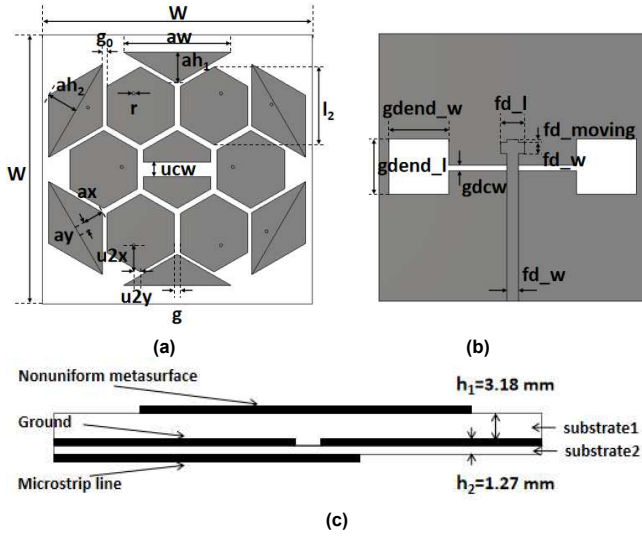 W
g0
aw
ah1
ah2
l2
r
W
ucw
ax
ay
u2x
u2y
g
(a)
fd_l
gdend_w
fd_moving
gdend_l
fd_w
gdcw
fd_w
(b)
Nonuniform metasurface
h1=3.18 mm
Ground
substrate1
substrate2
Microstrip line
h2=1.27 mm
(c)